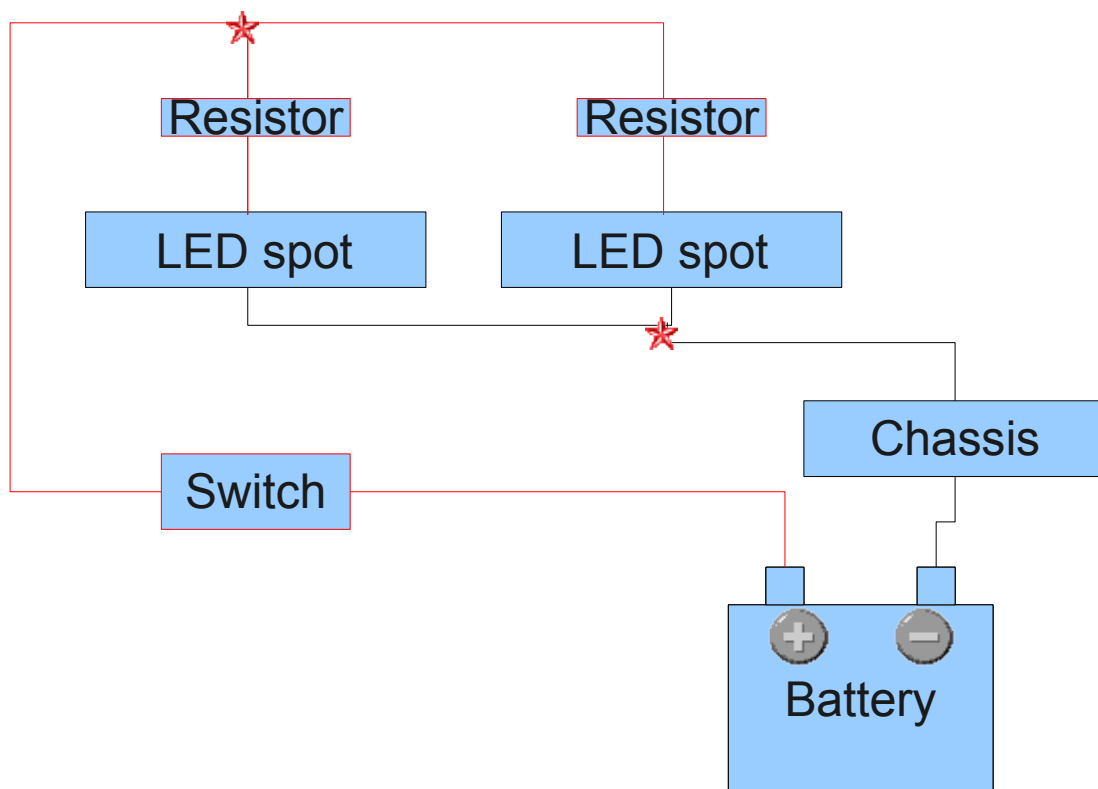 Resistor
Resistor
LED spot
LED spot
Chassis
Switch
+
−
Battery